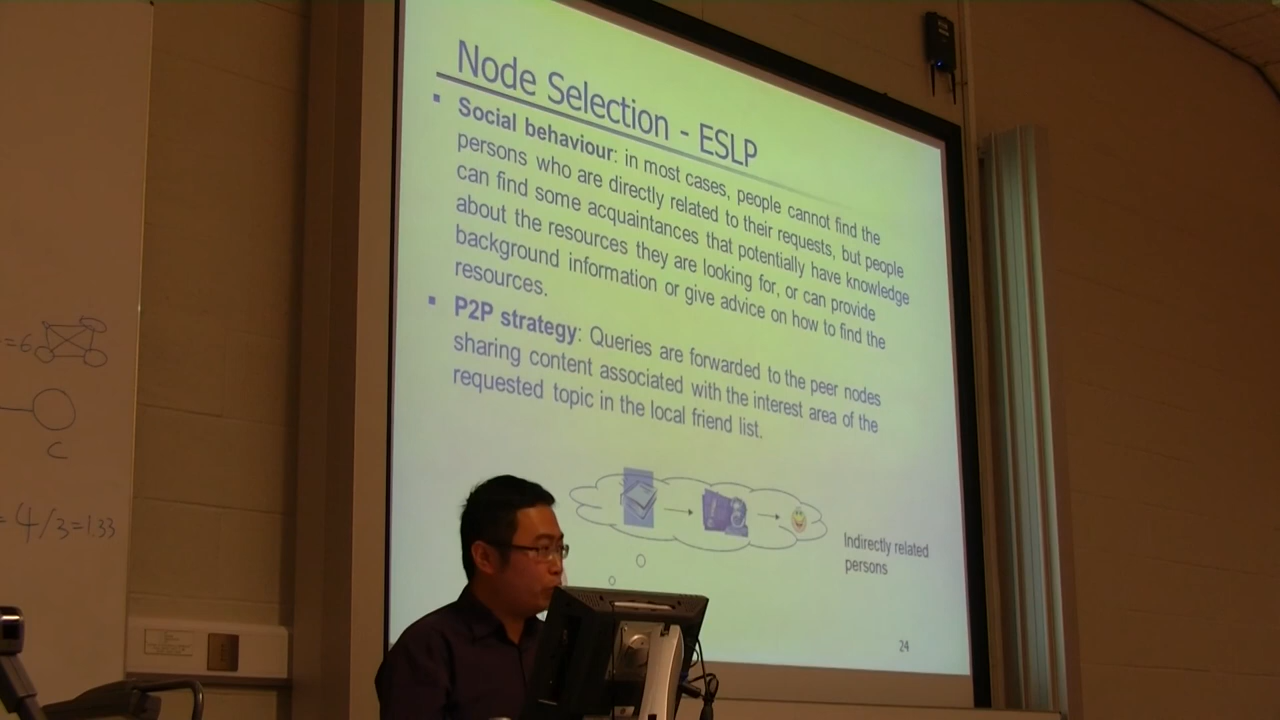 Node Selection - ESLP
▪ Social behaviour: in most cases, people cannot find the
persons who are directly related to their requests, but people
can find some acquaintances that potentially have knowledge
about the resources they are looking for, or can provide
background information or give advice on how to find the
resources.
▪ P2P strategy: Queries are forwarded to the peer nodes
sharing content associated with the interest area of the
requested topic in the local friend list.
Indirectly related
persons
24
=6
C
=4/3=1.33